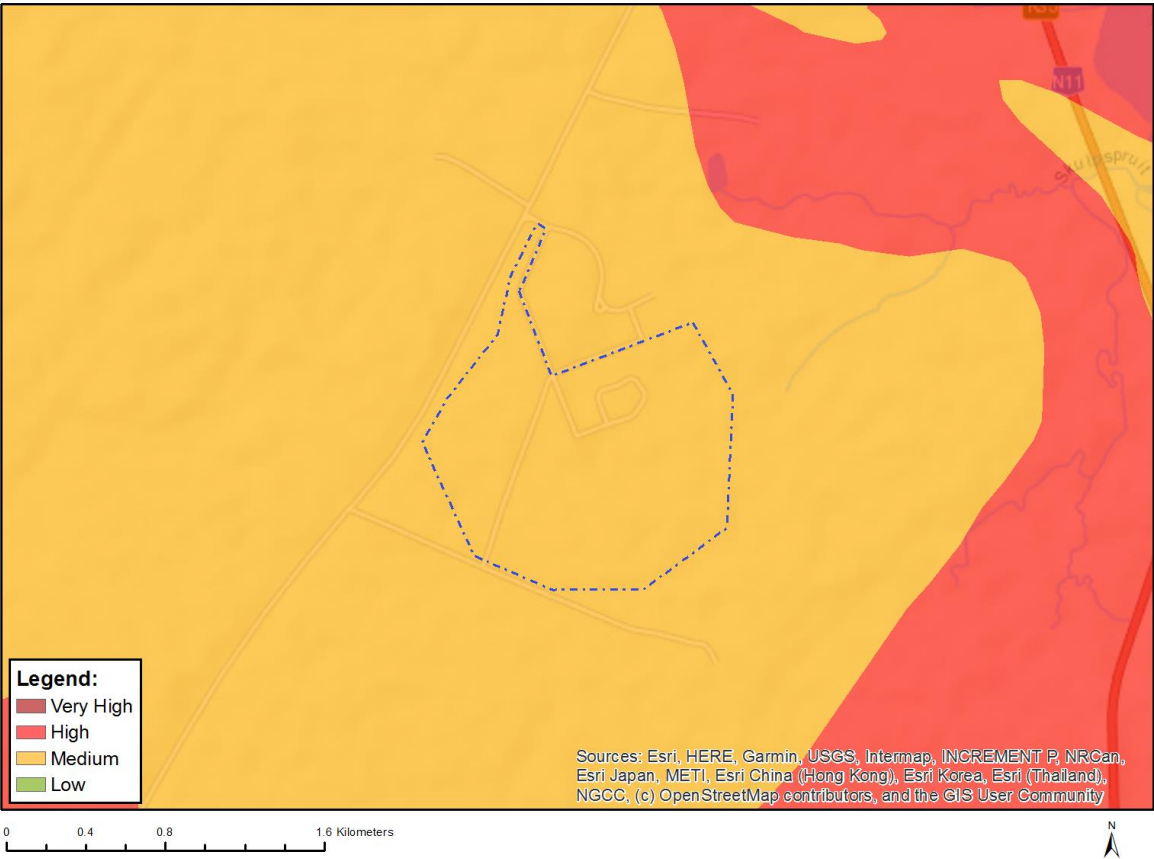 R35
N11
Skuinspruit
Legend:
Very High
High
Medium
Low
Sources: Esri, HERE, Garmin, USGS, Intermap, INCREMENT P, NRCan,
Esri Japan, METI, Esri China (Hong Kong), Esri Korea, Esri (Thailand),
NGCC, (c) OpenStreetMap contributors, and the GIS User Community
0 0.4 0.8 1.6 Kilometers
N